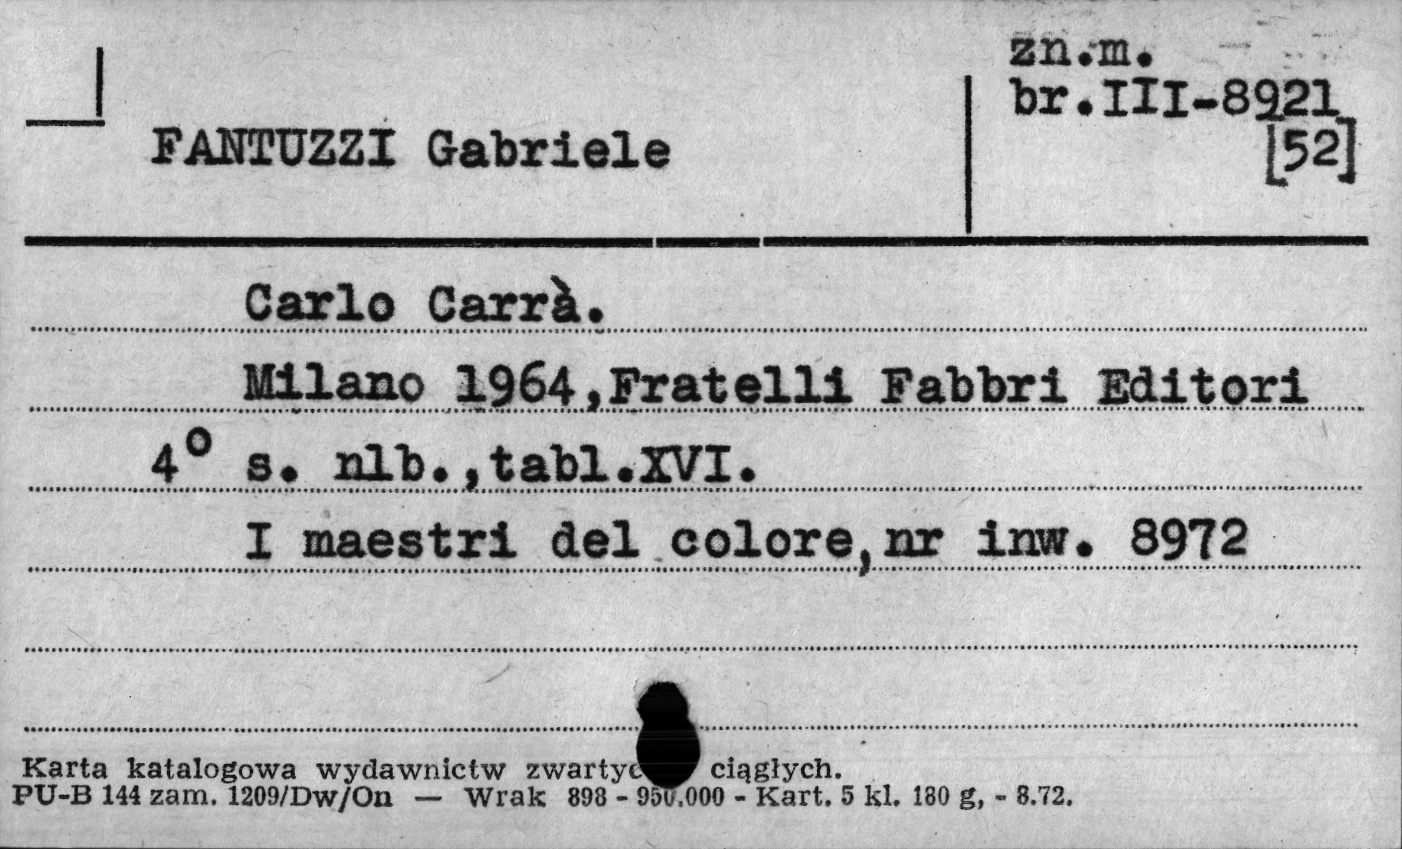 zn.m.
br.III-8921
[52]
FANTUZZI Gabriele
Carlo Carrà.
Milano 1964,Fratelli Fabbri Editori
4° s. nlb.,tabl.XVI.
I maestri del colore,nr inw. 8972
Karta katalogowa wydawnictw ciągłych.
PU-B 144 zam. 1209/Dw/On — Wrak 898 - 950.000 - Kart. 5 kl. 180 g, - 8.72.